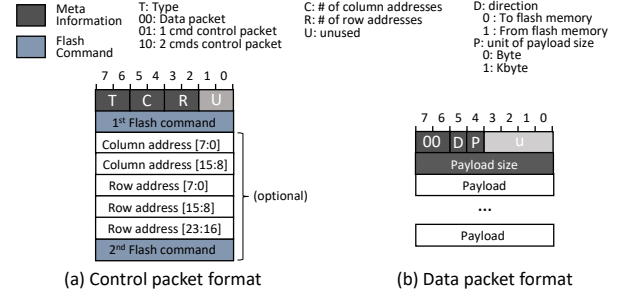 Meta Information
Flash Command
T: Type
00: Data packet
01: 1 cmd control packet
10: 2 cmds control packet
C: # of column addresses
R: # of row addresses
U: unused
D: direction
0 : To flash memory
1 : From flash memory
P: unit of payload size
0: Byte
1: Kbyte
7 6 5 4 3 2 1 0
T C R U
1st Flash command
Column address [7:0]
Column address [15:8]
Row address [7:0]
Row address [15:8]
Row address [23:16]
2nd Flash command
(optional)
(a) Control packet format
7 6 5 4 3 2 1 0
00 D P u
Payload size
Payload
...
Payload
(b) Data packet format